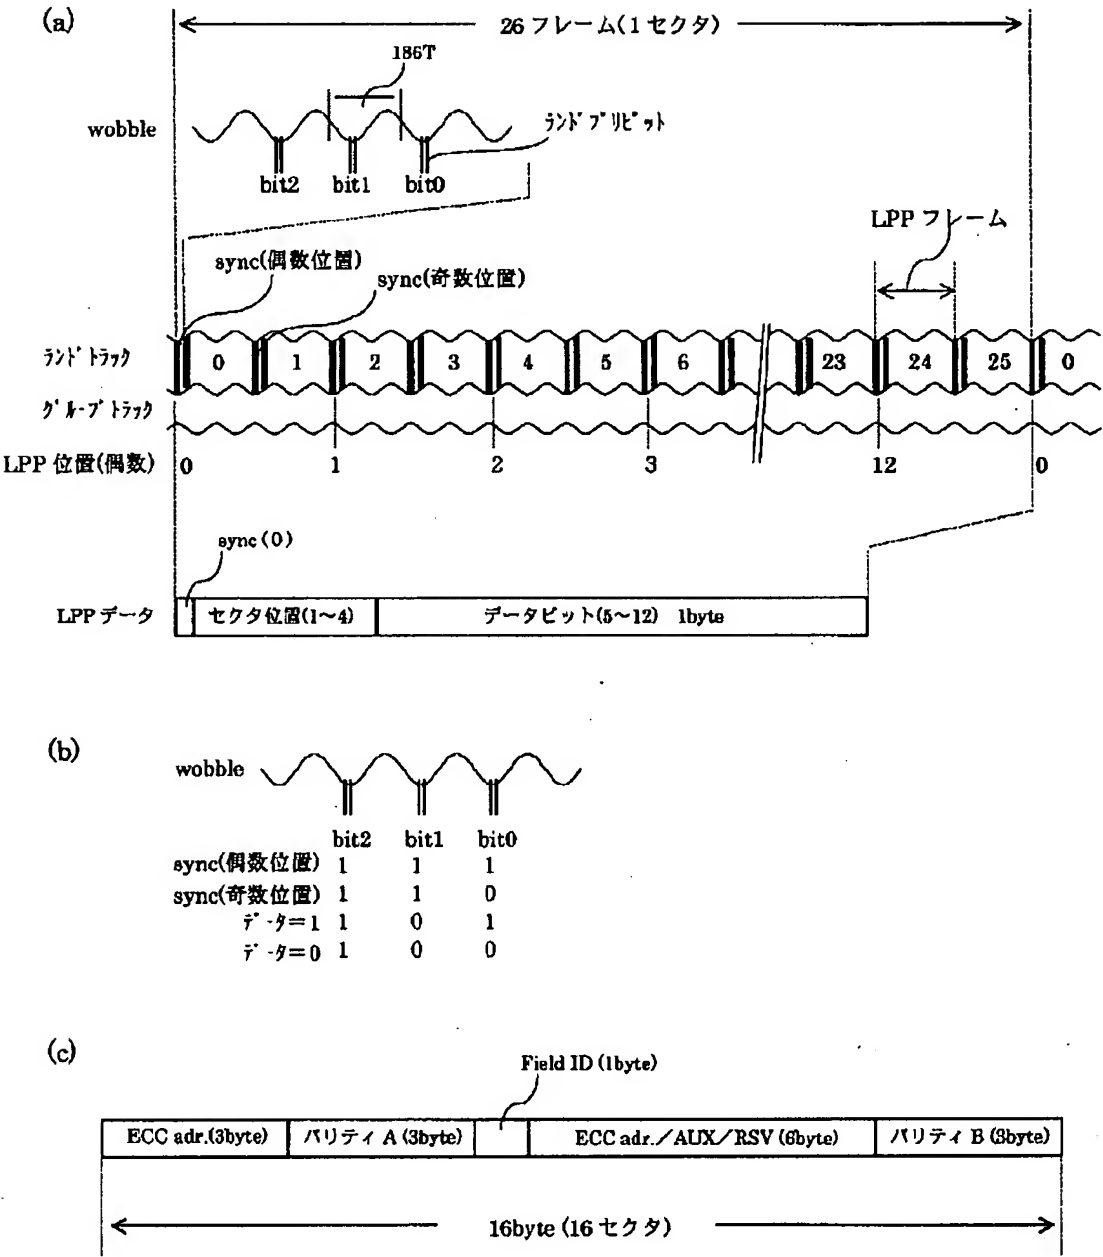 (a)
26 フレーム(1 セクタ)
186T
wobble
ランドプリピット
bit2 bit1 bit0
LPP フレーム
sync(偶数位置)
sync(奇数位置)
ランドトラック 0 1 2 3 4 5 6 23 24 25 0
グルーブトラック
LPP 位置(偶数) 0 1 2 3 12 0
sync(0)
LPP データ セクタ位置(1～4) データビット(5～12) 1byte
(b)
wobble
bit2 bit1 bit0
sync(偶数位置) 1 1 1
sync(奇数位置) 1 1 0
データ=1 1 0 1
データ=0 1 0 0
(c)
Field ID (1byte)
ECC adr.(3byte) パリティ A (3byte) ECC adr./AUX/RSV (6byte) パリティ B (3byte)
16byte (16 セクタ)